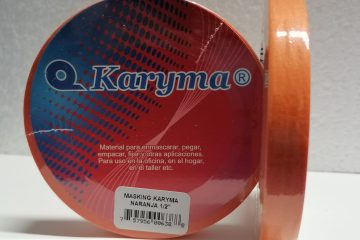 Karyma®
Material para enmascarar, pegar,
empacar, fijar y otras aplicaciones.
Para uso en la oficina, en el hogar,
en el taller etc.
MASKING KARYMA
NARANJA 1/2"